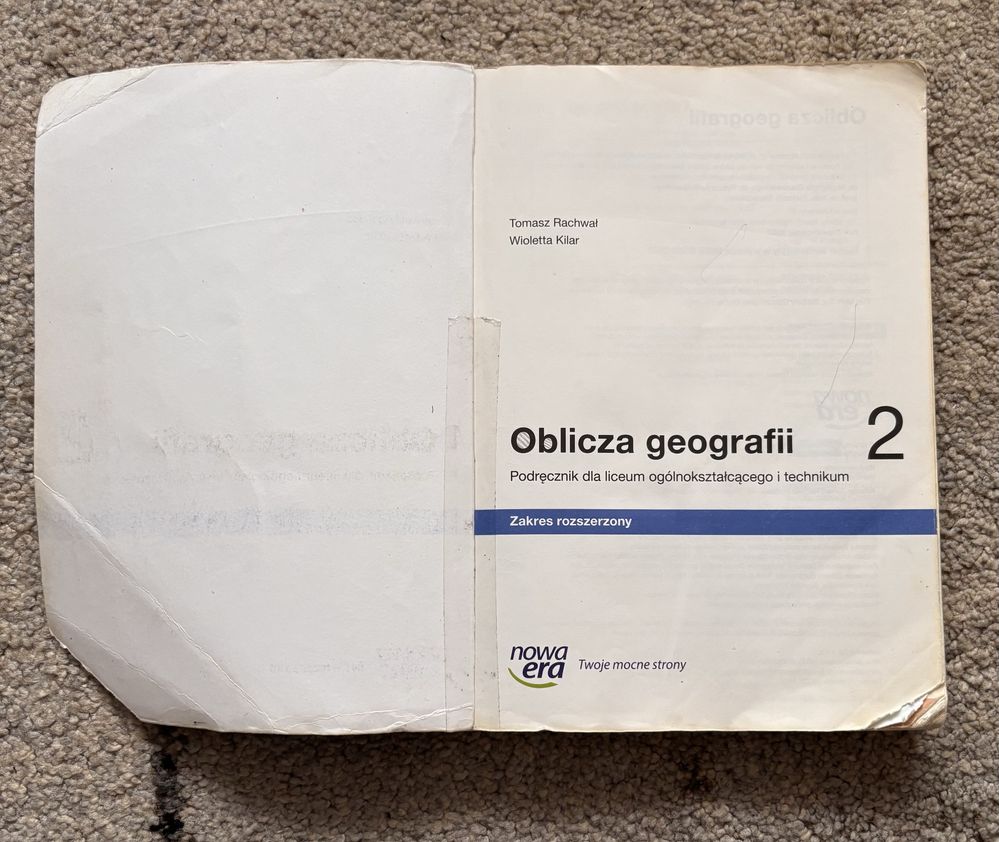 Tomasz Rachwał
Wioletta Kilar
Oblicza geografii 2
Podręcznik dla liceum ogólnokształcącego i technikum
Zakres rozszerzony
nowa
era
Twoje mocne strony